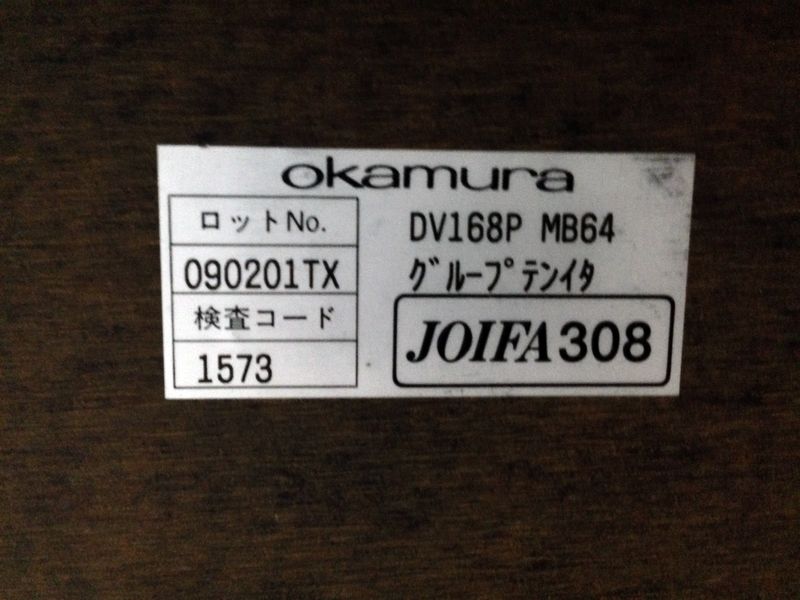 okamura
ロットNo.
090201TX
検査コード
1573
DV168P MB64
ｸﾞﾙｰﾌﾟﾃﾝｲﾀ
JOIFA308